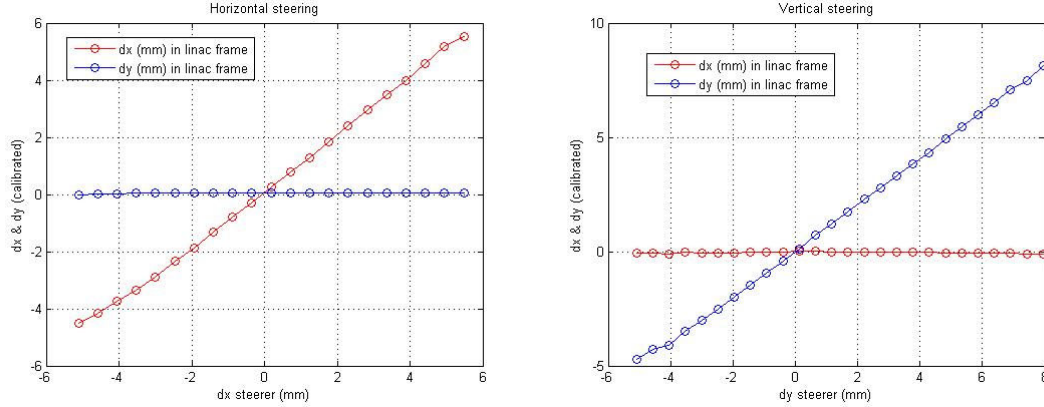 Horizontal steering
6
4
2
0
-2
-4
-6
-6
-4
-2
0
2
4
6
dx (mm) in linac frame
dy (mm) in linac frame
dx & dy (calibrated)
dx steerer (mm)
Vertical steering
10
5
0
-5
-6
-4
-2
0
2
4
6
8
dx (mm) in linac frame
dy (mm) in linac frame
dx & dy (calibrated)
dy steerer (mm)